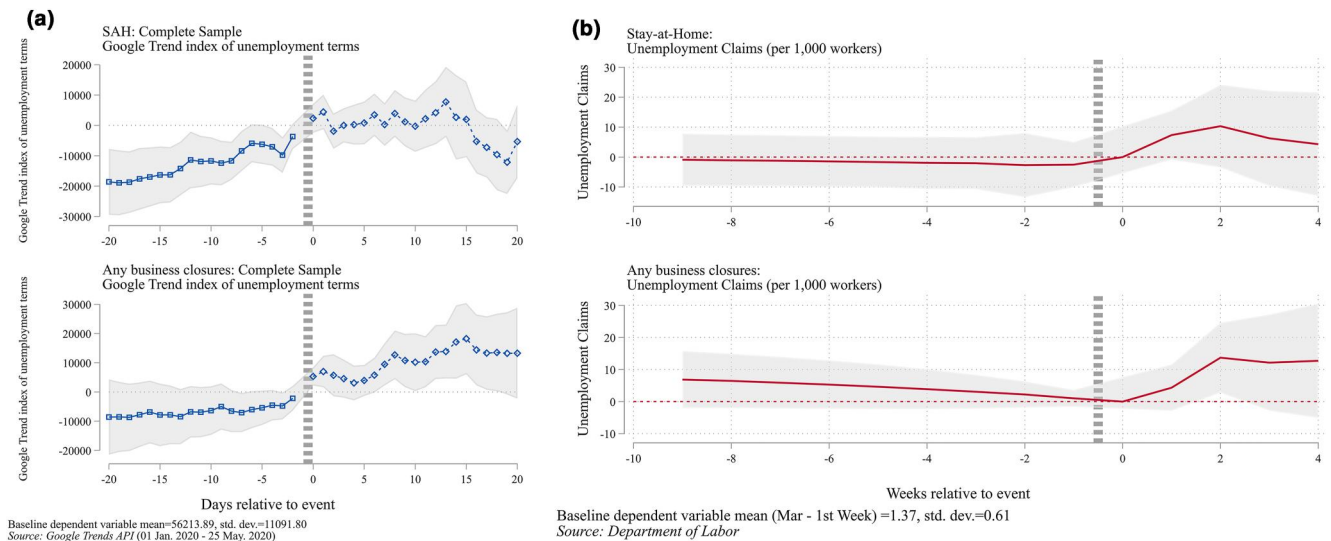 (a)
SAH: Complete Sample
Google Trend index of unemployment terms
Google Trend index of unemployment terms
20000
10000
0
-10000
-20000
-30000
-20 -15 -10 -5 0 5 10 15 20
Any business closures: Complete Sample
Google Trend index of unemployment terms
Google Trend index of unemployment terms
30000
20000
10000
0
-10000
-20000
-20 -15 -10 -5 0 5 10 15 20
Days relative to event
Baseline dependent variable mean=56213.89, std. dev.=11091.80
Source: Google Trends API (01 Jan. 2020 - 25 May. 2020)
(b)
Stay-at-Home:
Unemployment Claims (per 1,000 workers)
Unemployment Claims
30
20
10
0
-10
-10 -8 -6 -4 -2 0 2 4
Any business closures:
Unemployment Claims (per 1,000 workers)
Unemployment Claims
30
20
10
0
-10
-10 -8 -6 -4 -2 0 2 4
Weeks relative to event
Baseline dependent variable mean (Mar - 1st Week) =1.37, std. dev.=0.61
Source: Department of Labor